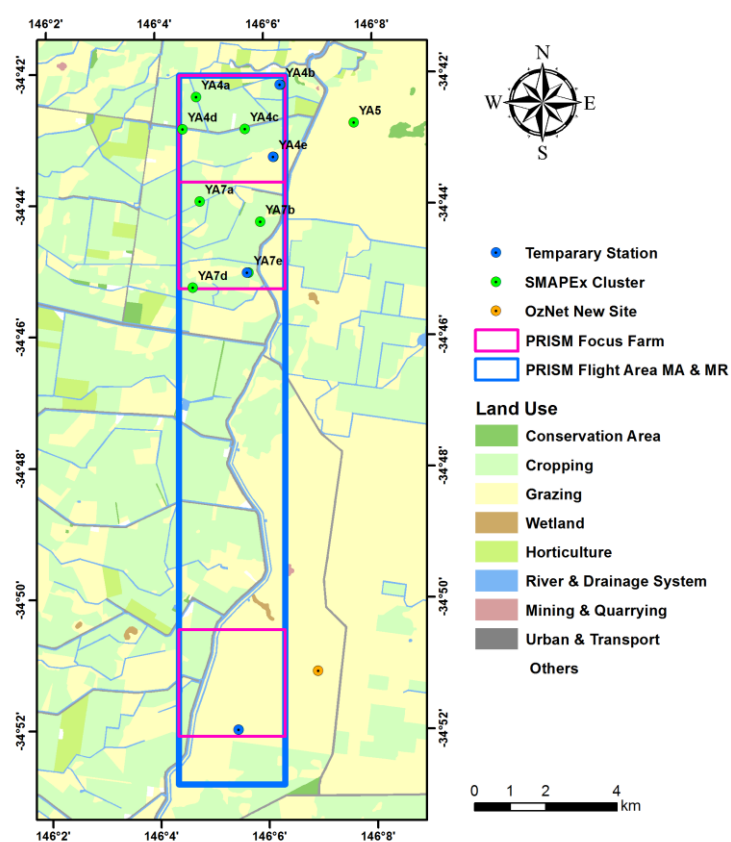 146°2' 146°4' 146°6' 146°8'
-34°42'
-34°44'
-34°46'
-34°48'
-34°50'
-34°52'
-34°42'
-34°44'
-34°46'
-34°48'
-34°50'
-34°52'
YA4b
YA4a
YA5
YA4d
YA4c
YA4e
YA7a
YA7b
YA7e
YA7d
146°2' 146°4' 146°6' 146°8'
N
W E
S
Temparary Station
SMAPEx Cluster
OzNet New Site
PRISM Focus Farm
PRISM Flight Area MA & MR
Land Use
Conservation Area
Cropping
Grazing
Wetland
Horticulture
River & Drainage System
Mining & Quarrying
Urban & Transport
Others
0 1 2 4
km